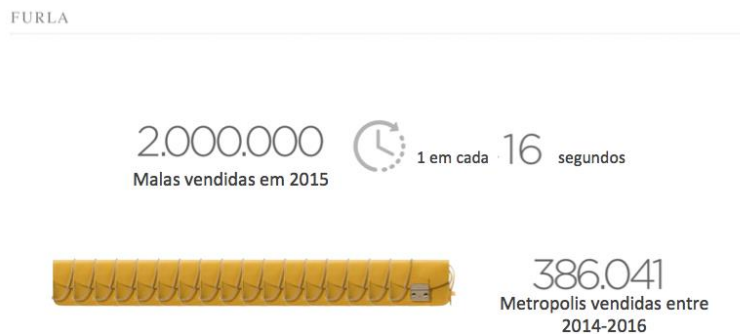 FURLA
2.000.000
Malas vendidas em 2015
1 em cada 16 segundos
386.041
Metropolis vendidas entre
2014-2016